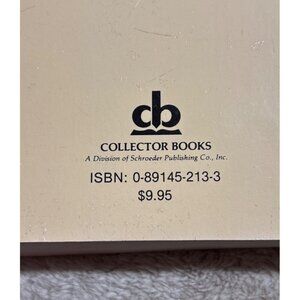 cb
COLLECTOR BOOKS
A Division of Schroeder Publishing Co., Inc.
ISBN: 0-89145-213-3
$9.95